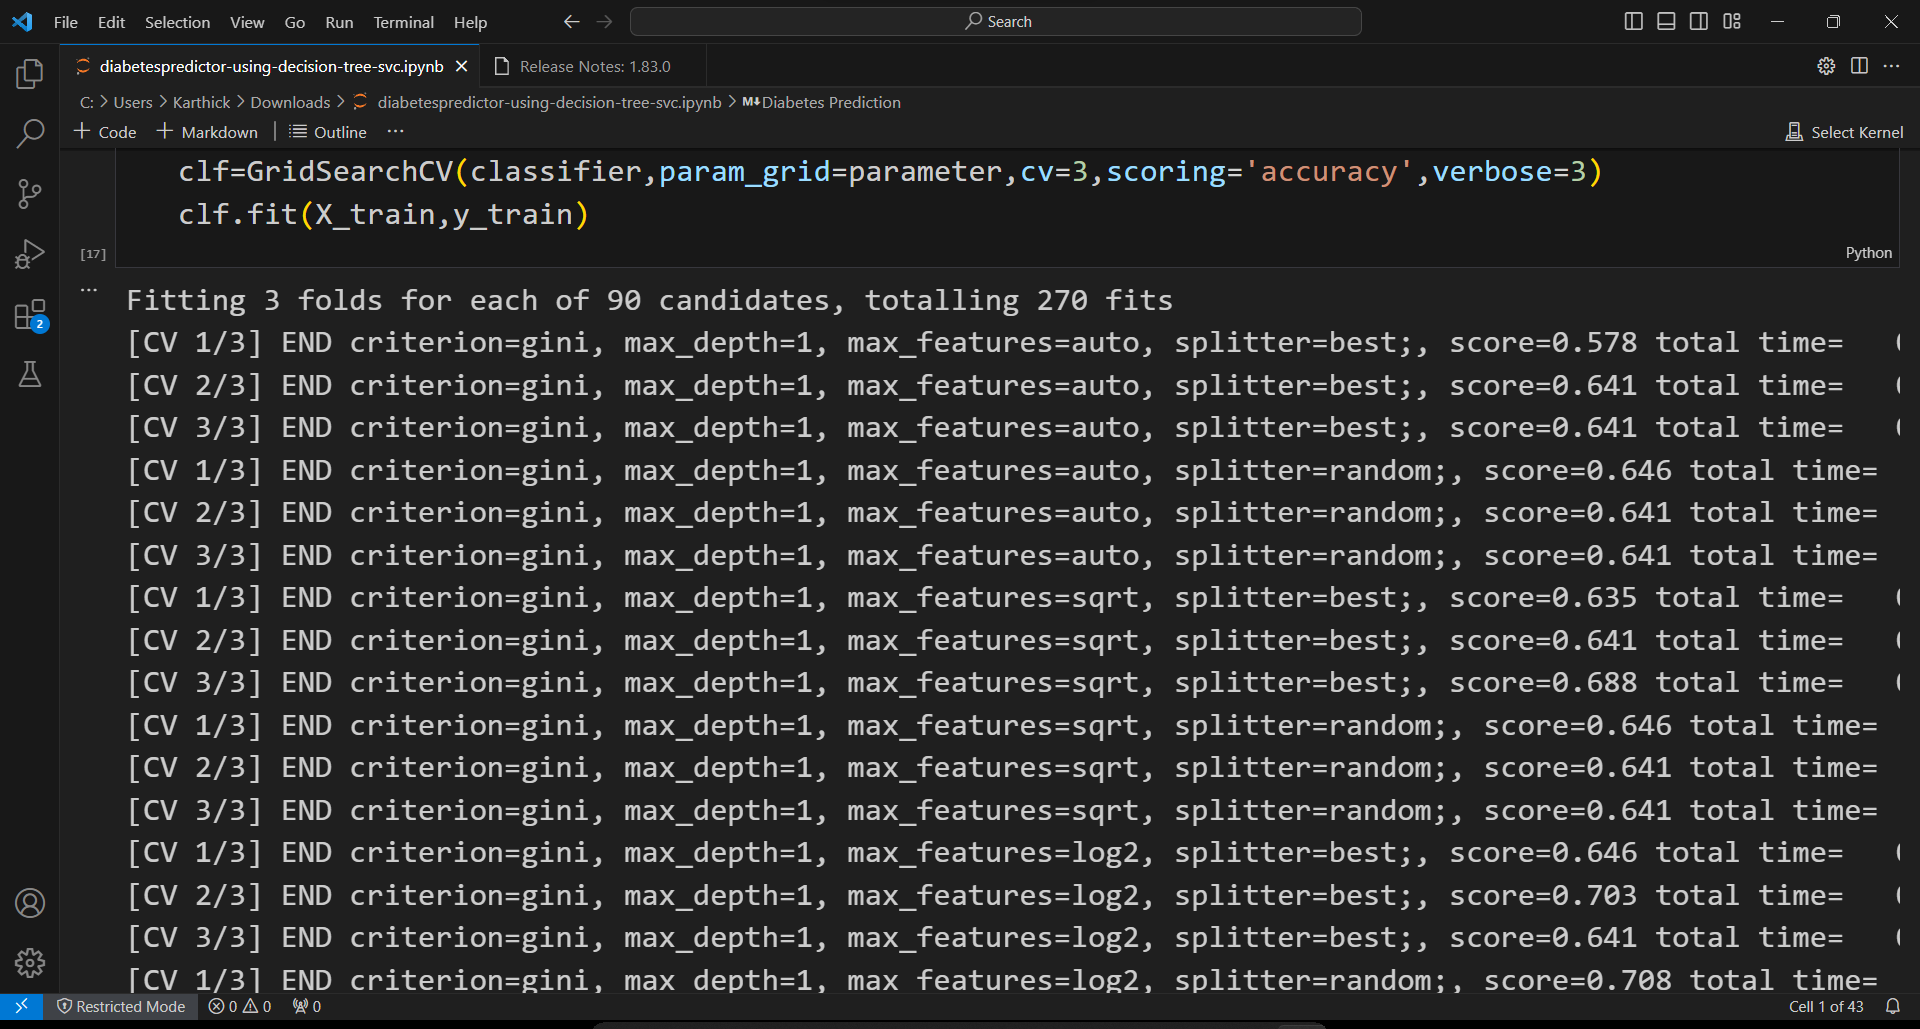 File Edit Selection View Go Run Terminal Help Search
diabetespredictor-using-decision-tree-svc.ipynb Release Notes: 1.83.0
C: > Users > Karthick > Downloads > diabetespredictor-using-decision-tree-svc.ipynb > M↓Diabetes Prediction
+ Code + Markdown Outline ... Select Kernel
clf=GridSearchCV(classifier,param_grid=parameter,cv=3,scoring='accuracy',verbose=3)
clf.fit(X_train,y_train)
[17] Python
...
Fitting 3 folds for each of 90 candidates, totalling 270 fits
[CV 1/3] END criterion=gini, max_depth=1, max_features=auto, splitter=best;, score=0.578 total time=
[CV 2/3] END criterion=gini, max_depth=1, max_features=auto, splitter=best;, score=0.641 total time=
[CV 3/3] END criterion=gini, max_depth=1, max_features=auto, splitter=best;, score=0.641 total time=
[CV 1/3] END criterion=gini, max_depth=1, max_features=auto, splitter=random;, score=0.646 total time=
[CV 2/3] END criterion=gini, max_depth=1, max_features=auto, splitter=random;, score=0.641 total time=
[CV 3/3] END criterion=gini, max_depth=1, max_features=auto, splitter=random;, score=0.641 total time=
[CV 1/3] END criterion=gini, max_depth=1, max_features=sqrt, splitter=best;, score=0.635 total time=
[CV 2/3] END criterion=gini, max_depth=1, max_features=sqrt, splitter=best;, score=0.641 total time=
[CV 3/3] END criterion=gini, max_depth=1, max_features=sqrt, splitter=best;, score=0.688 total time=
[CV 1/3] END criterion=gini, max_depth=1, max_features=sqrt, splitter=random;, score=0.646 total time=
[CV 2/3] END criterion=gini, max_depth=1, max_features=sqrt, splitter=random;, score=0.641 total time=
[CV 3/3] END criterion=gini, max_depth=1, max_features=sqrt, splitter=random;, score=0.641 total time=
[CV 1/3] END criterion=gini, max_depth=1, max_features=log2, splitter=best;, score=0.646 total time=
[CV 2/3] END criterion=gini, max_depth=1, max_features=log2, splitter=best;, score=0.703 total time=
[CV 3/3] END criterion=gini, max_depth=1, max_features=log2, splitter=best;, score=0.641 total time=
[CV 1/3] END criterion=gini, max_depth=1, max_features=log2, splitter=random;, score=0.708 total time=
2
Restricted Mode 0 0 0 Cell 1 of 43